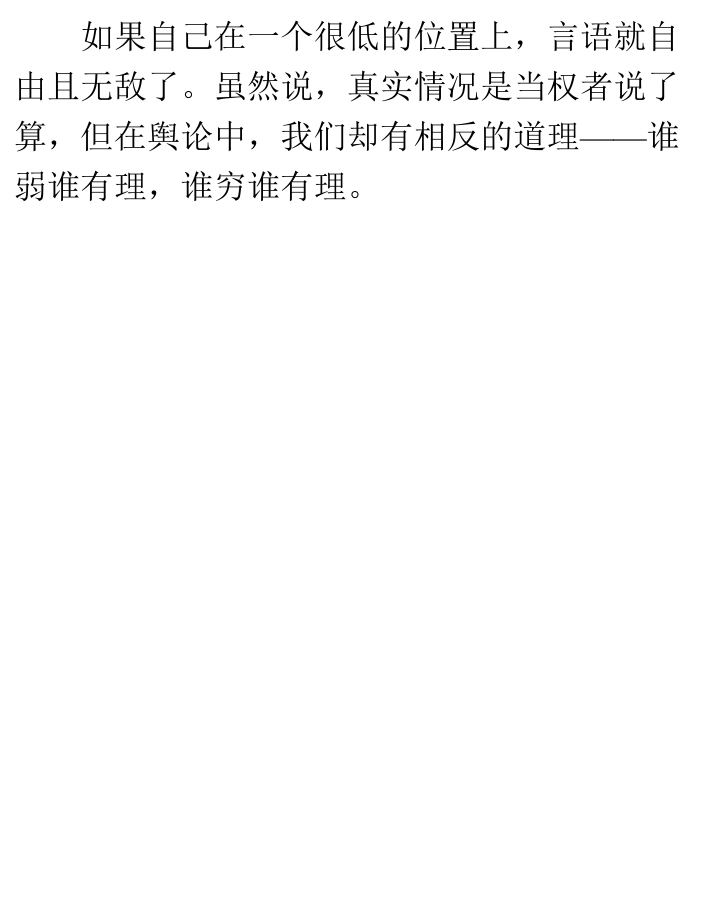 如果自己在一个很低的位置上，言语就自
由且无敌了。虽然说，真实情况是当权者说了
算，但在舆论中，我们却有相反的道理——谁
弱谁有理，谁穷谁有理。